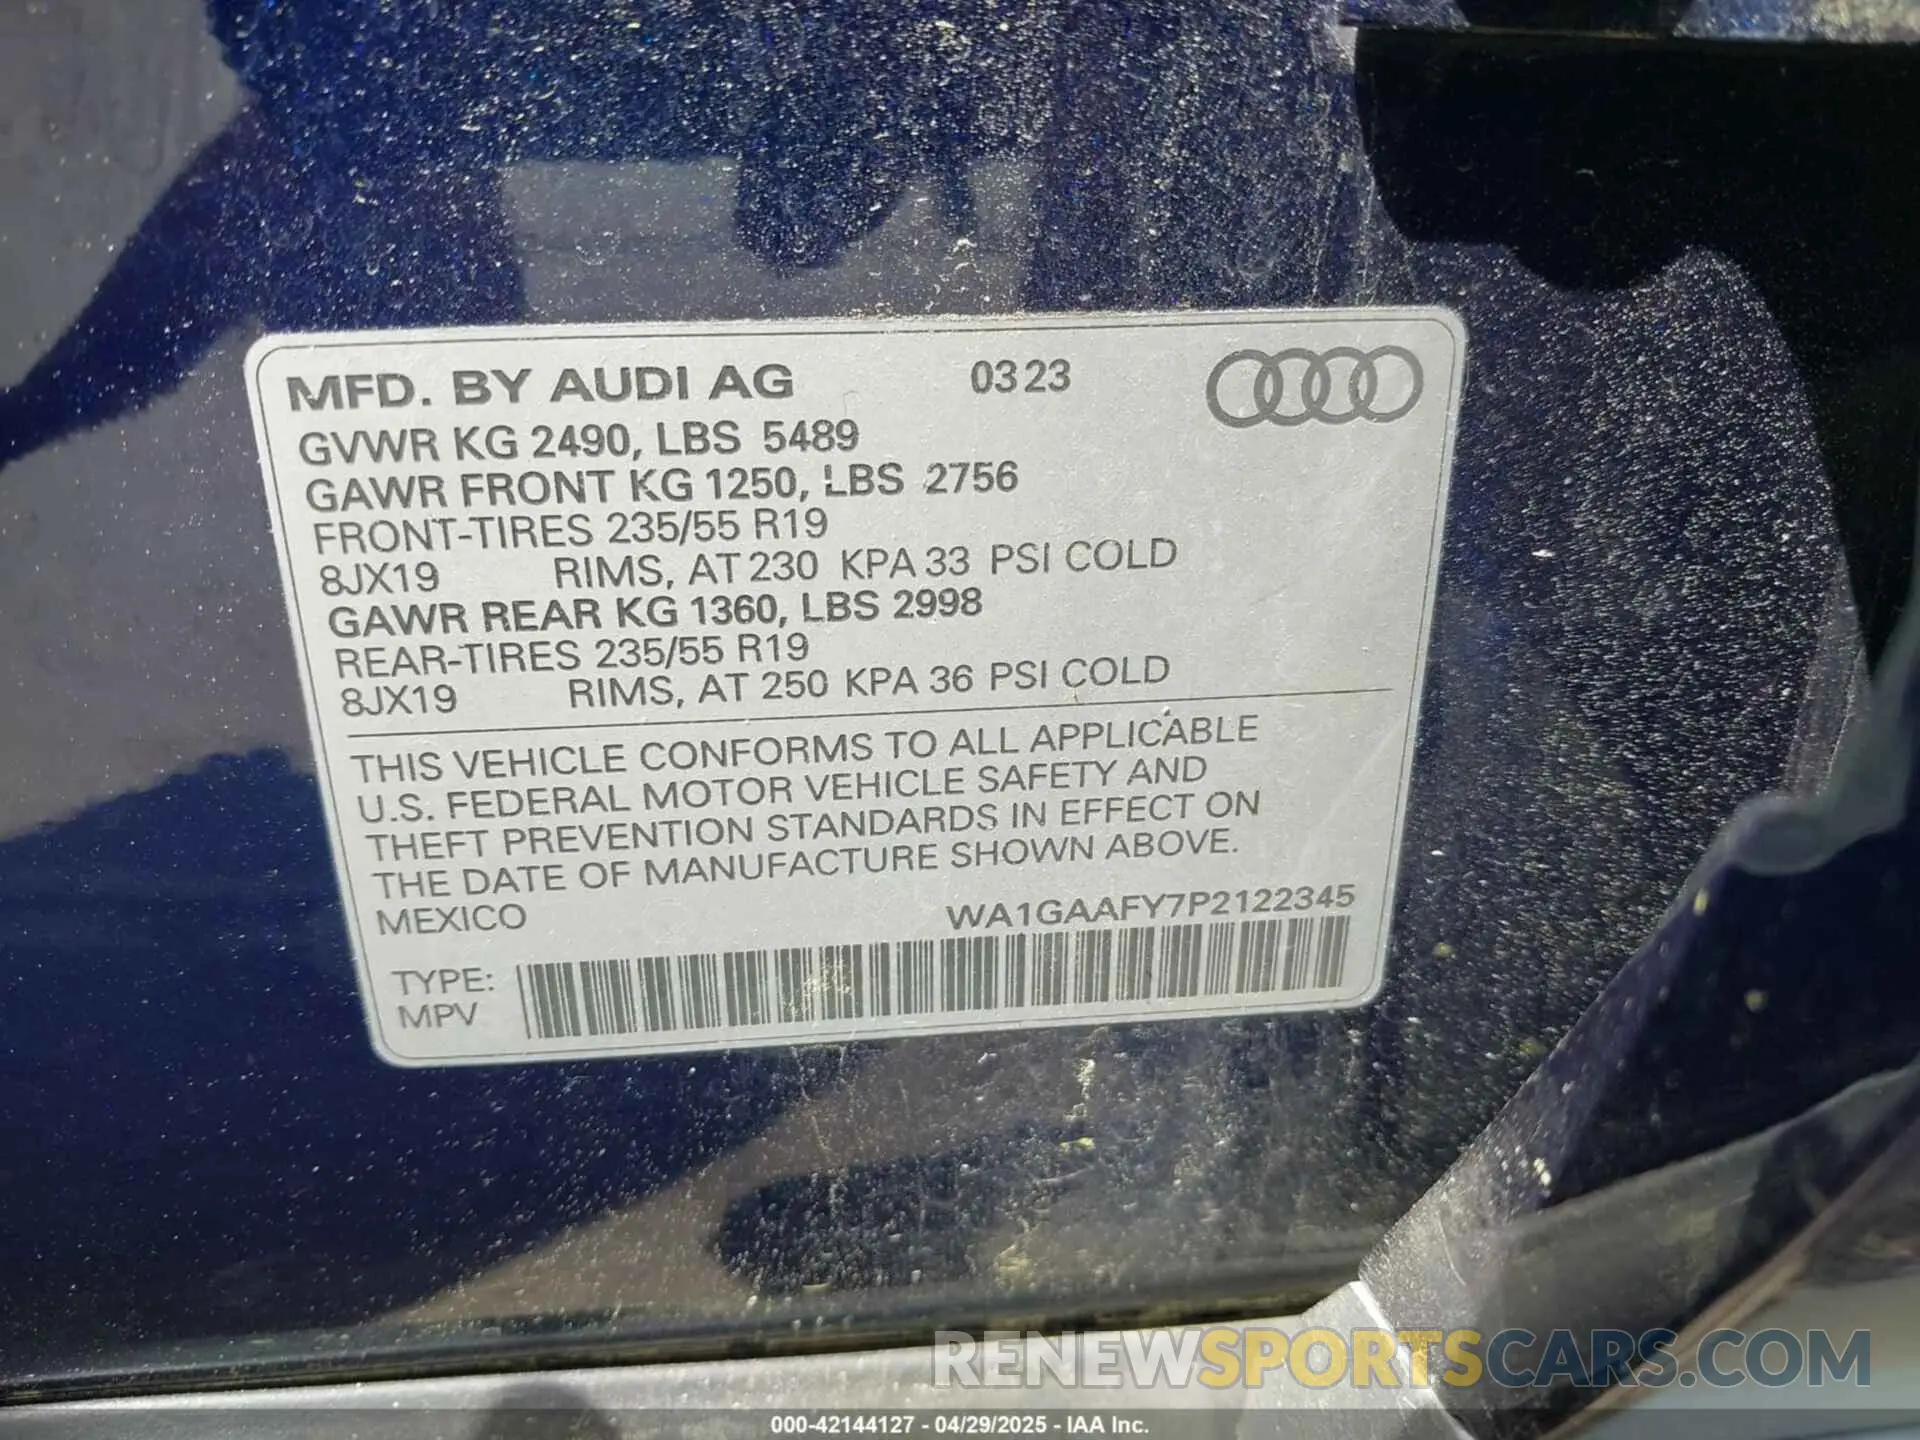 MFD. BY AUDI AG 03 23
GVWR KG 2490, LBS 5489
GAWR FRONT KG 1250, LBS 2756
FRONT-TIRES 235/55 R19
8JX19 RIMS, AT 230 KPA 33 PSI COLD
GAWR REAR KG 1360, LBS 2998
REAR-TIRES 235/55 R19
8JX19 RIMS, AT 250 KPA 36 PSI COLD
THIS VEHICLE CONFORMS TO ALL APPLICABLE
U.S. FEDERAL MOTOR VEHICLE SAFETY AND
THEFT PREVENTION STANDARDS IN EFFECT ON
THE DATE OF MANUFACTURE SHOWN ABOVE.
MEXICO WA1GAAFY7P2122345
TYPE:
MPV
RENEWSPORTSCARS.COM
000-42144127 - 04/29/2025 - IAA Inc.